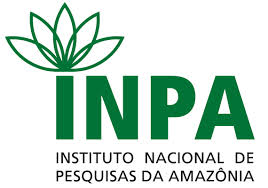 INPA
INSTITUTO NACIONAL DE
PESQUISAS DA AMAZÔNIA